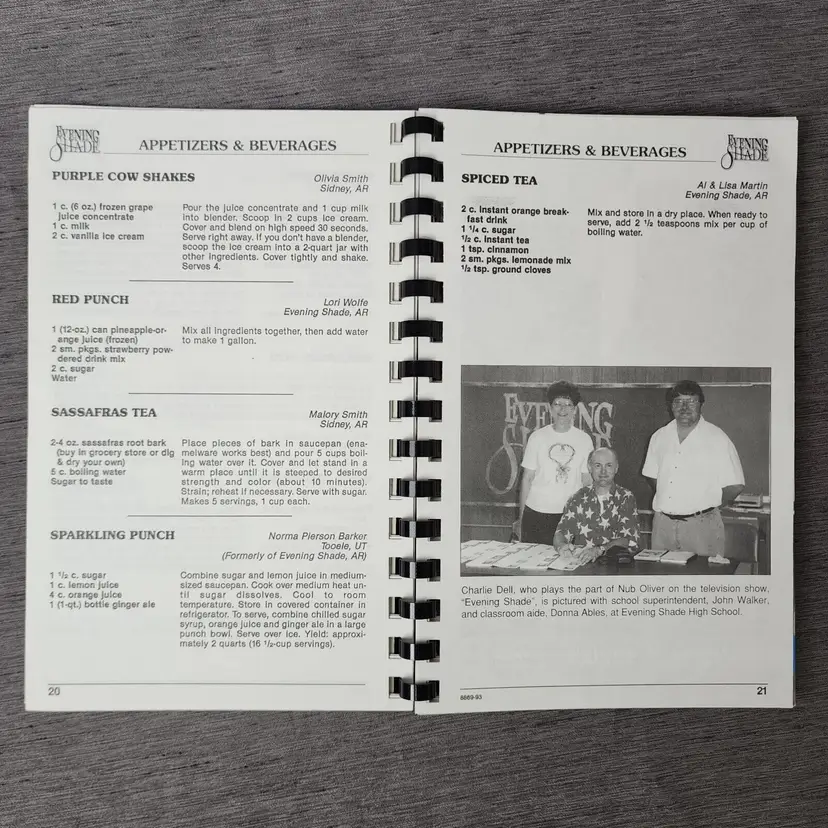 EVENING
SHADE
APPETIZERS & BEVERAGES
PURPLE COW SHAKES
Olivia Smith
Sidney, AR
1 c. (6 oz.) frozen grape
juice concentrate
1 c. milk
2 c. vanilla ice cream
Pour the juice concentrate and 1 cup milk
into blender. Scoop in 2 cups ice cream.
Cover and blend on high speed 30 seconds.
Serve right away. If you don't have a blender,
scoop the ice cream into a 2-quart jar with
other ingredients. Cover tightly and shake.
Serves 4.
RED PUNCH
Lori Wolfe
Evening Shade, AR
1 (12-oz.) can pineapple-or-
ange juice (frozen)
2 sm. pkgs. strawberry pow-
dered drink mix
2 c. sugar
Water
Mix all ingredients together, then add water
to make 1 gallon.
SASSAFRAS TEA
Malory Smith
Sidney, AR
2-4 oz. sassafras root bark
(buy in grocery store or dig
& dry your own)
5 c. boiling water
Sugar to taste
Place pieces of bark in saucepan (ena-
melware works best) and pour 5 cups boil-
ing water over it. Cover and let stand in a
warm place until it is steeped to desired
strength and color (about 10 minutes).
Strain; reheat if necessary. Serve with sugar.
Makes 5 servings, 1 cup each.
SPARKLING PUNCH
Norma Pierson Barker
Tooele, UT
(Formerly of Evening Shade, AR)
1 1/2 c. sugar
1 c. lemon juice
4 c. orange juice
1 (1-qt.) bottle ginger ale
Combine sugar and lemon juice in medium-
sized saucepan. Cook over medium heat un-
til sugar dissolves. Cool to room
temperature. Store in covered container in
refrigerator. To serve, combine chilled sugar
syrup, orange juice and ginger ale in a large
punch bowl. Serve over ice. Yield: approxi-
mately 2 quarts (16 1/2-cup servings).
20
APPETIZERS & BEVERAGES
EVENING
SHADE
SPICED TEA
Al & Lisa Martin
Evening Shade, AR
2 c. instant orange break-
fast drink
1 1/4 c. sugar
1/2 c. instant tea
1 tsp. cinnamon
2 sm. pkgs. lemonade mix
1/2 tsp. ground cloves
Mix and store in a dry place. When ready to
serve, add 2 1/2 teaspoons mix per cup of
boiling water.
EVENING
SHADE
Charlie Dell, who plays the part of Nub Oliver on the television show,
"Evening Shade", is pictured with school superintendent, John Walker,
and classroom aide, Donna Ables, at Evening Shade High School.
8869-93
21